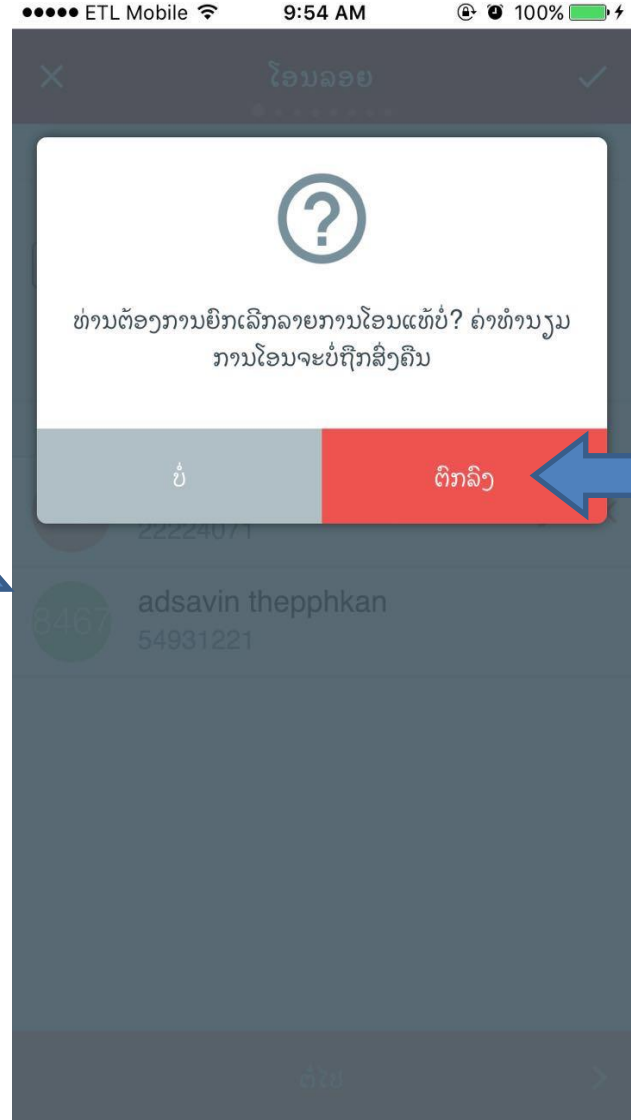 ETL Mobile 9:54 AM 100%
ໂອນລອຍ
ທ່ານຕ້ອງການຍົກເລີກລາຍການໂອນແທ້ບໍ່? ຄ່າທຳນຽມ
ການໂອນຈະບໍ່ຖືກສົ່ງຄືນ
ບໍ່ ຕົກລົງ
22224071
8467 adsavin thepphkan
54931221
ຕໍ່ໄປ